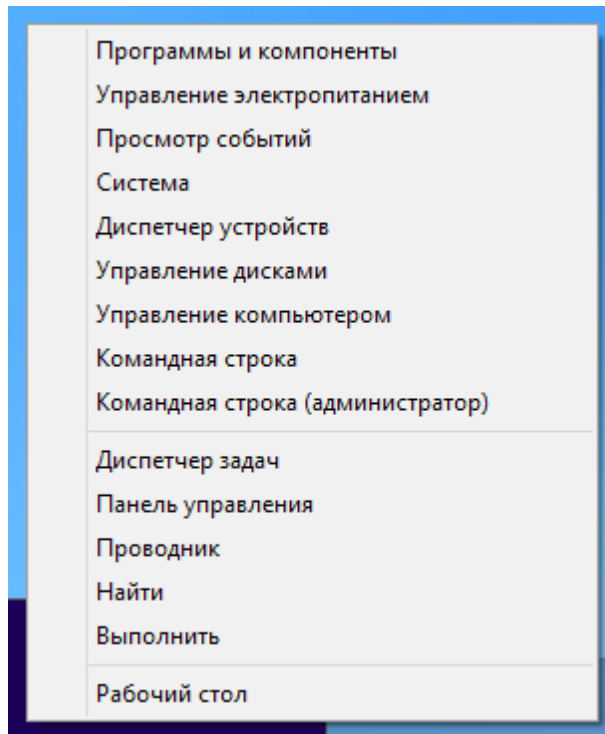 Программы и компоненты
Управление электропитанием
Просмотр событий
Система
Диспетчер устройств
Управление дисками
Управление компьютером
Командная строка
Командная строка (администратор)
Диспетчер задач
Панель управления
Проводник
Найти
Выполнить
Рабочий стол